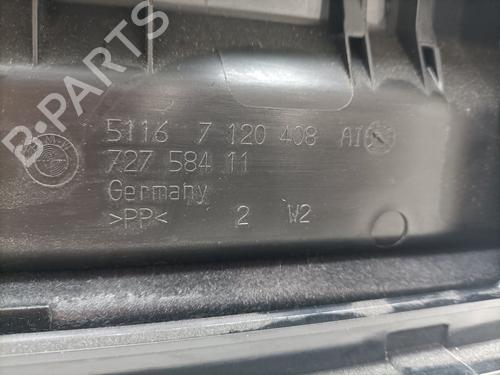 B-PARTS
5116 7 120 408 AI
727 584 11
Germany
>PP< 2 W2